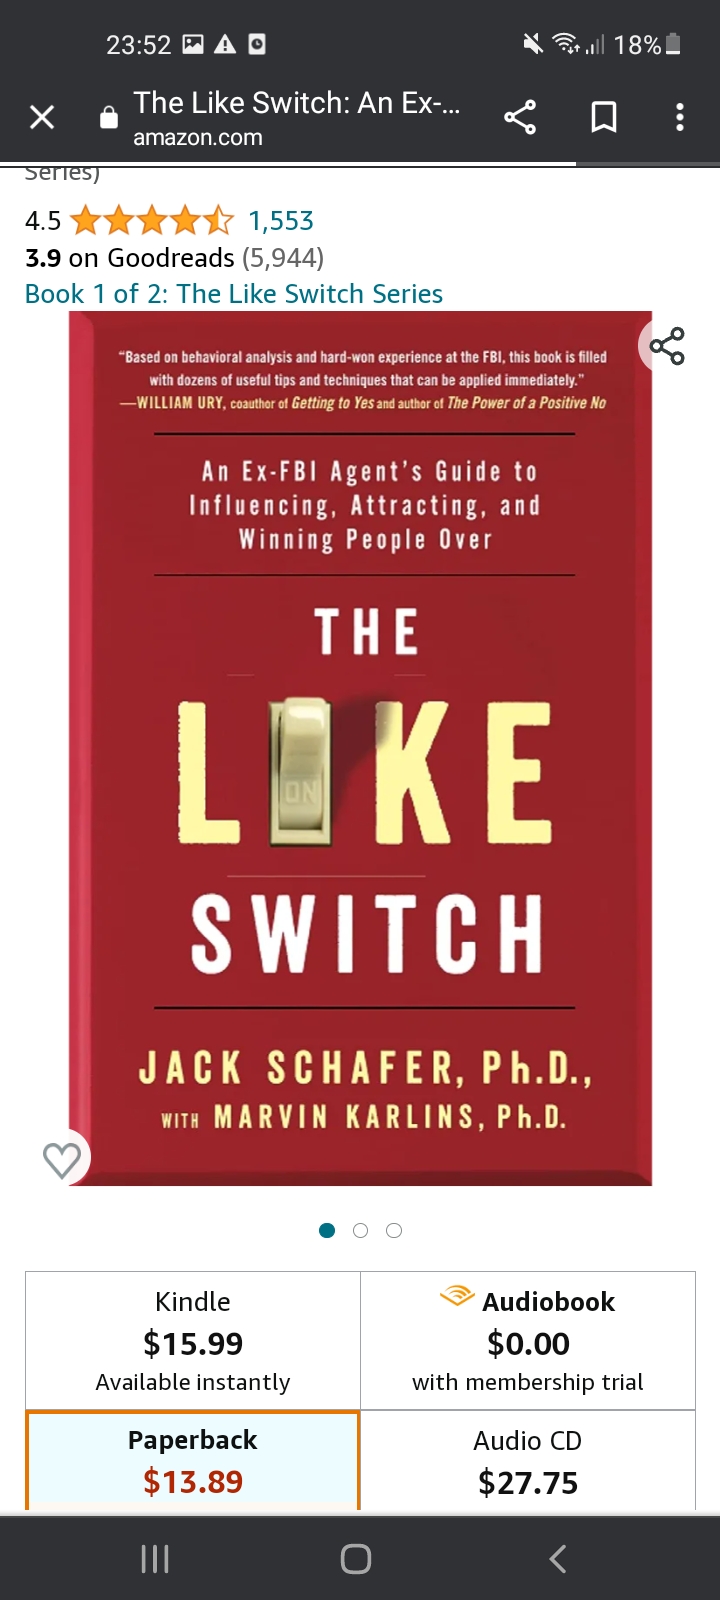 23:52
18%
The Like Switch: An Ex-...
amazon.com
Series)
4.5 1,553
3.9 on Goodreads (5,944)
Book 1 of 2: The Like Switch Series
“Based on behavioral analysis and hard-won experience at the FBI, this book is filled
with dozens of useful tips and techniques that can be applied immediately.”
—WILLIAM URY, coauthor of Getting to Yes and author of The Power of a Positive No
An Ex-FBI Agent's Guide to
Influencing, Attracting, and
Winning People Over
THE
LIKE
ON
SWITCH
JACK SCHAFER, Ph.D.,
WITH MARVIN KARLINS, Ph.D.
Kindle
$15.99
Available instantly
Audiobook
$0.00
with membership trial
Paperback
$13.89
Audio CD
$27.75